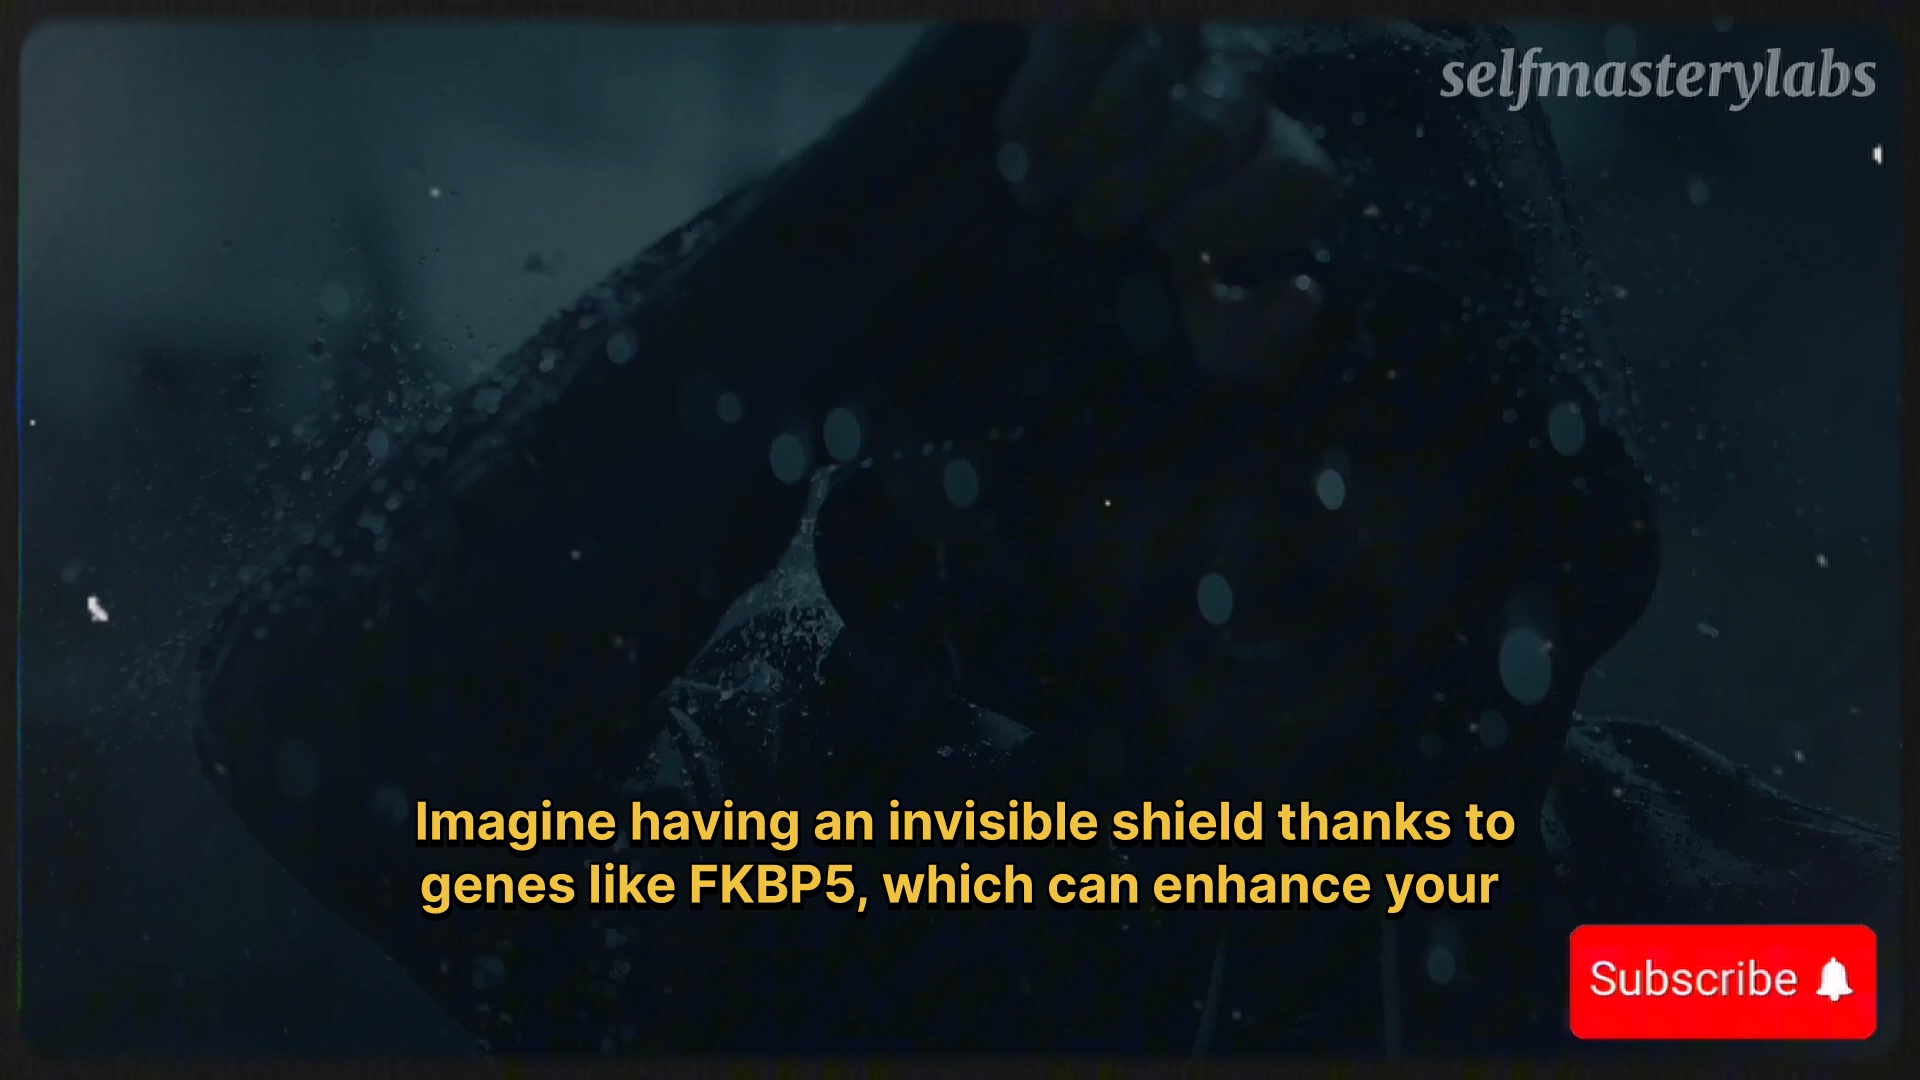 selfmasterylabs
Imagine having an invisible shield thanks to
genes like FKBP5, which can enhance your
Subscribe